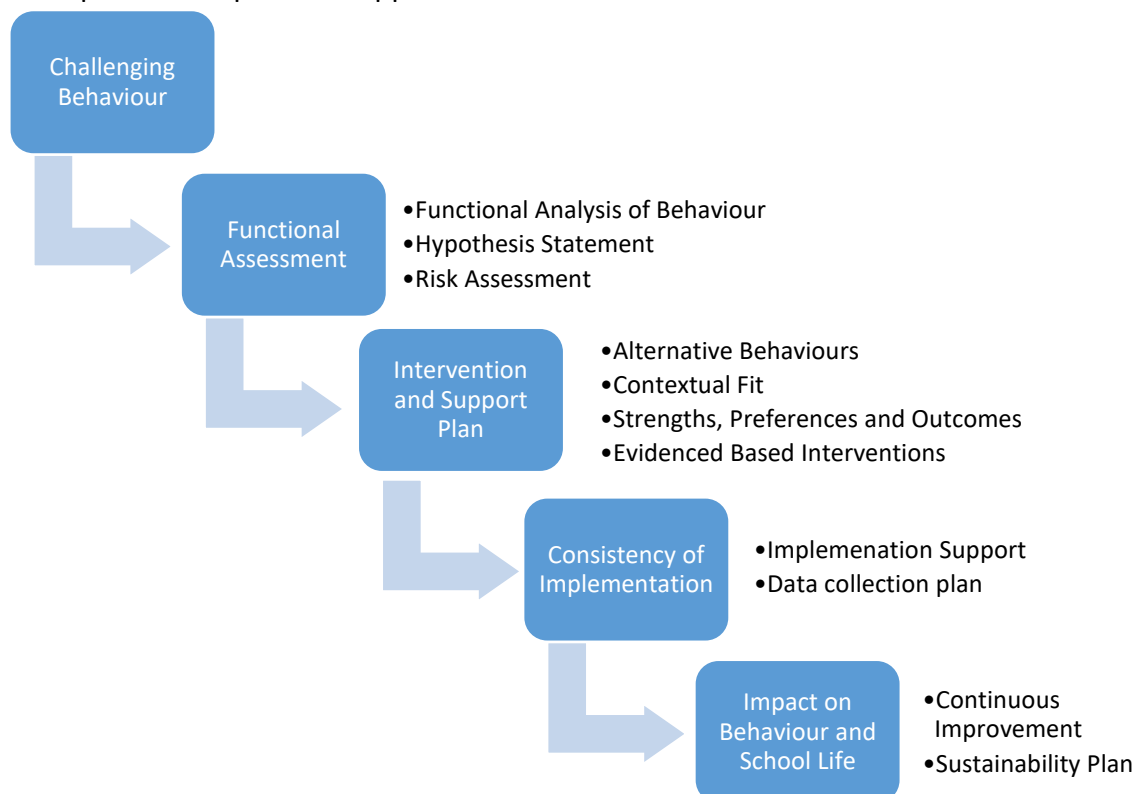 Challenging
Behaviour
Functional
Assessment
•Functional Analysis of Behaviour
•Hypothesis Statement
•Risk Assessment
Intervention
and Support
Plan
•Alternative Behaviours
•Contextual Fit
•Strengths, Preferences and Outcomes
•Evidenced Based Interventions
Consistency of
Implementation
•Implemenation Support
•Data collection plan
Impact on
Behaviour and
School Life
•Continuous
Improvement
•Sustainability Plan